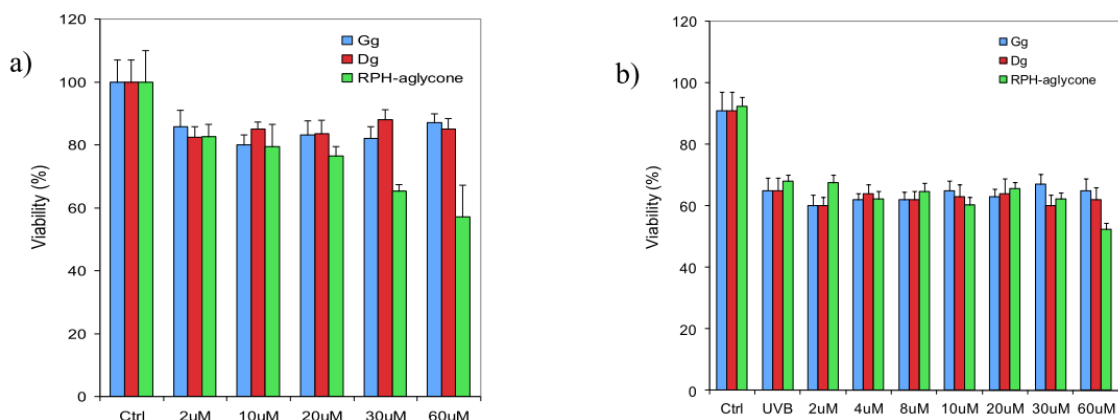 a)
120
100
80
60
40
20
0
Viability (%)
Gg
Dg
RPH-aglycone
Ctrl 2uM 10uM 20uM 30uM 60uM
b)
120
100
80
60
40
20
0
Viability (%)
Gg
Dg
RPH-aglycone
Ctrl UVB 2uM 4uM 8uM 10uM 20uM 30uM 60uM